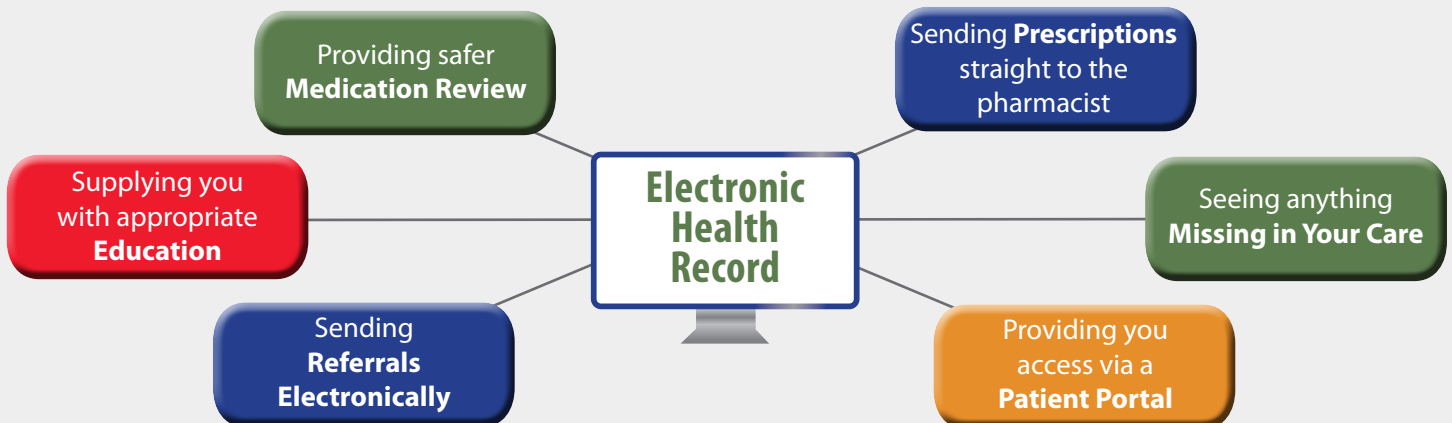 Providing safer
Medication Review
Sending Prescriptions
straight to the
pharmacist
Supplying you
with appropriate
Education
Electronic
Health
Record
Seeing anything
Missing in Your Care
Sending
Referrals
Electronically
Providing you
access via a
Patient Portal